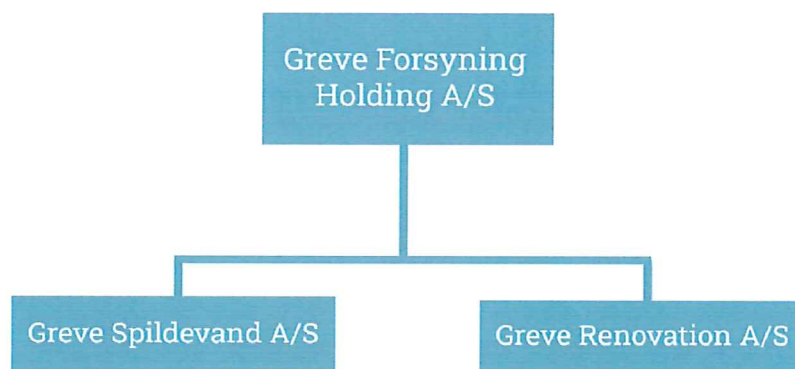 Greve Forsyning
Holding A/S
Greve Spildevand A/S
Greve Renovation A/S